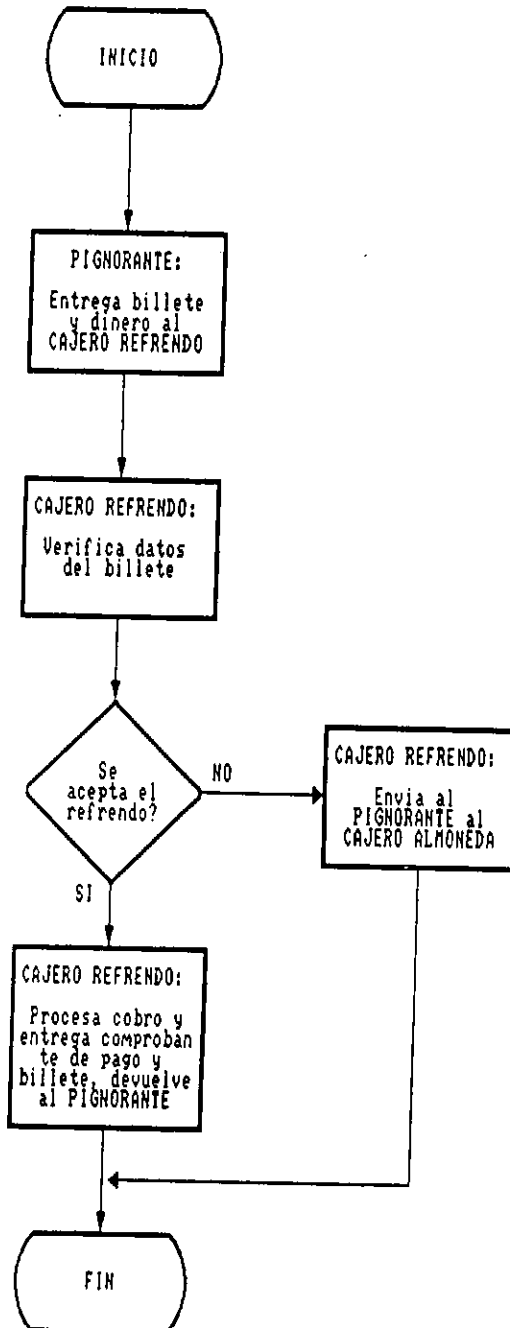 INICIO
PIGNORANTE:
Entrega billete
y dinero al
CAJERO REFRENDO
CAJERO REFRENDO:
Verifica datos
del billete
Se
acepta el
refrendo?
NO
CAJERO REFRENDO:
Envia al
PIGNORANTE al
CAJERO ALMONEDA
SI
CAJERO REFRENDO:
Procesa cobro y
entrega comproban
te de pago y
billete, devuelve
al PIGNORANTE
FIN